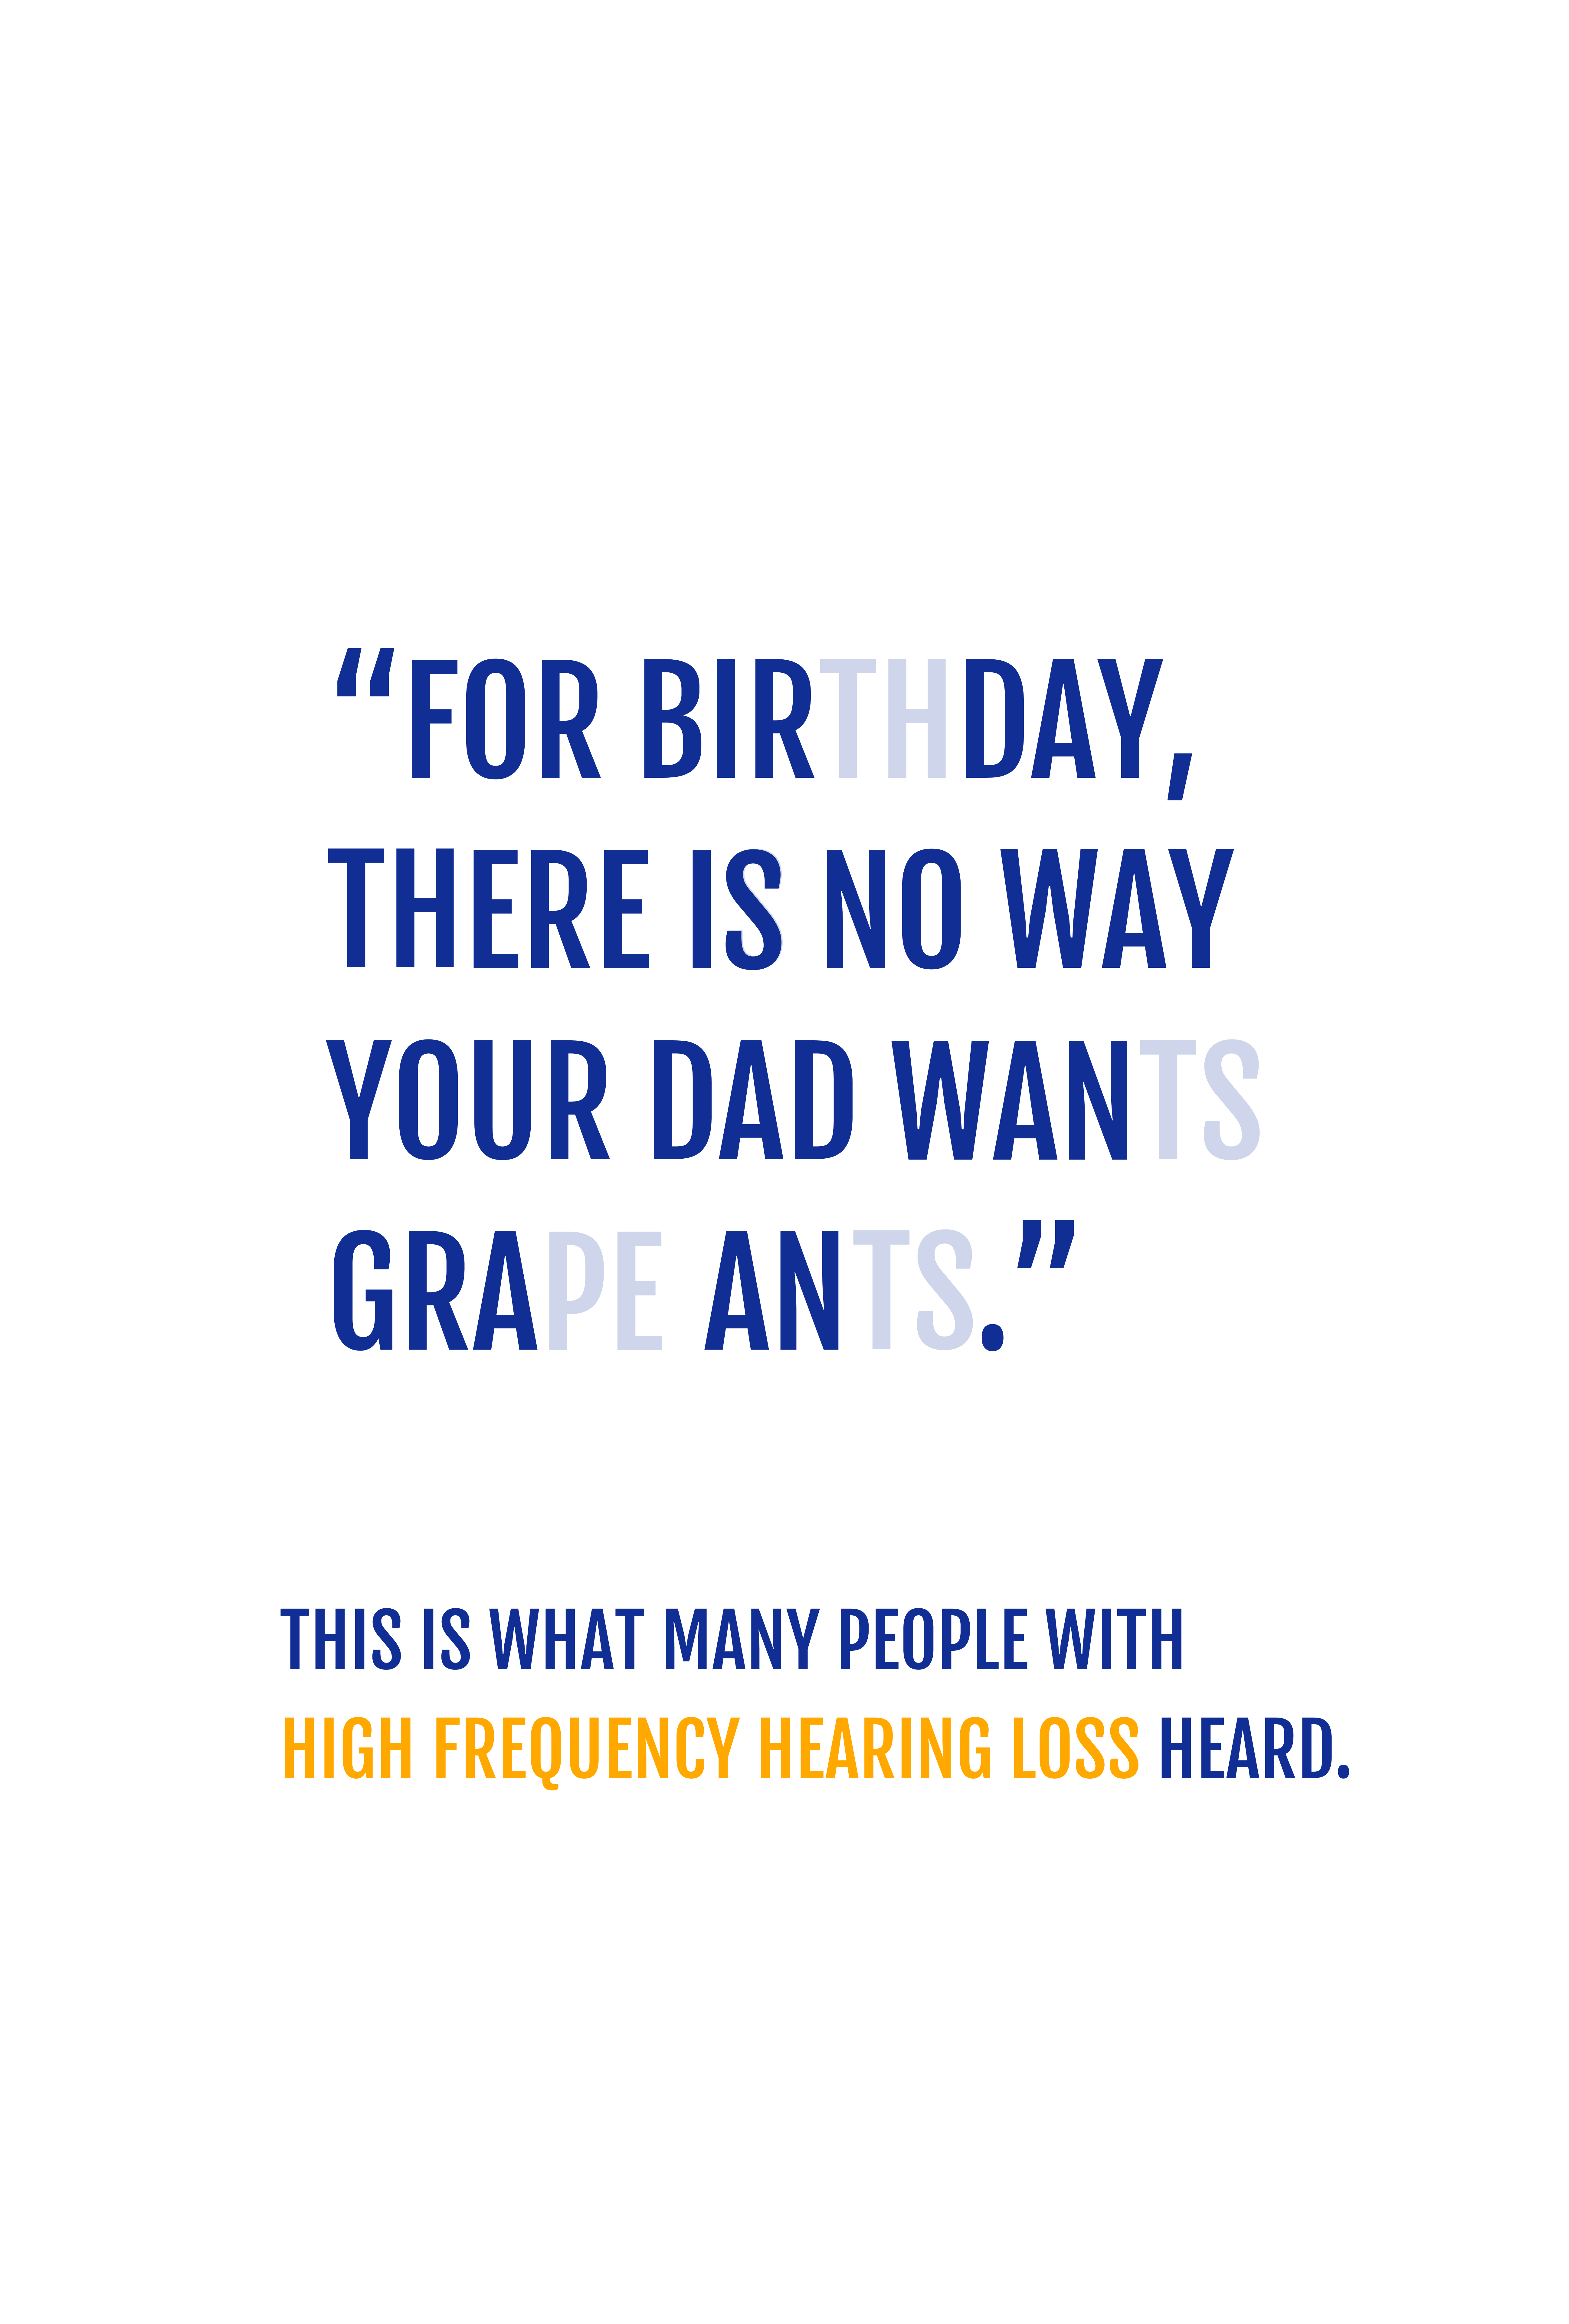 “FOR BIRTHDAY,
THERE IS NO WAY
YOUR DAD WANTS
GRAPE ANTS.”
THIS IS WHAT MANY PEOPLE WITH
HIGH FREQUENCY HEARING LOSS HEARD.